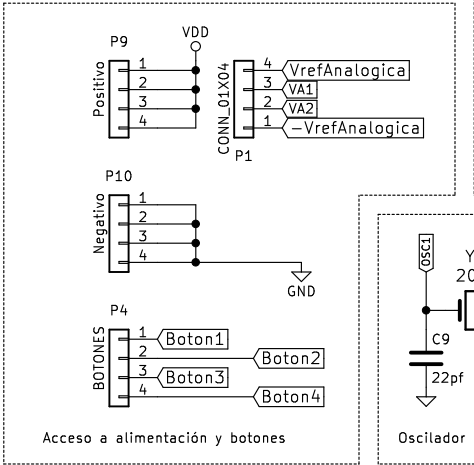 P9
VDD
Positivo
1
2
3
4
CONN_01X04
4
VrefAnalogica
3
VA1
2
VA2
1
-VrefAnalogica
P1
P10
Negativo
1
2
3
4
GND
P4
BOTONES
1
Boton1
2
Boton2
3
Boton3
4
Boton4
Acceso a alimentación y botones
OSC1
Y
20
C9
22pf
Oscilador